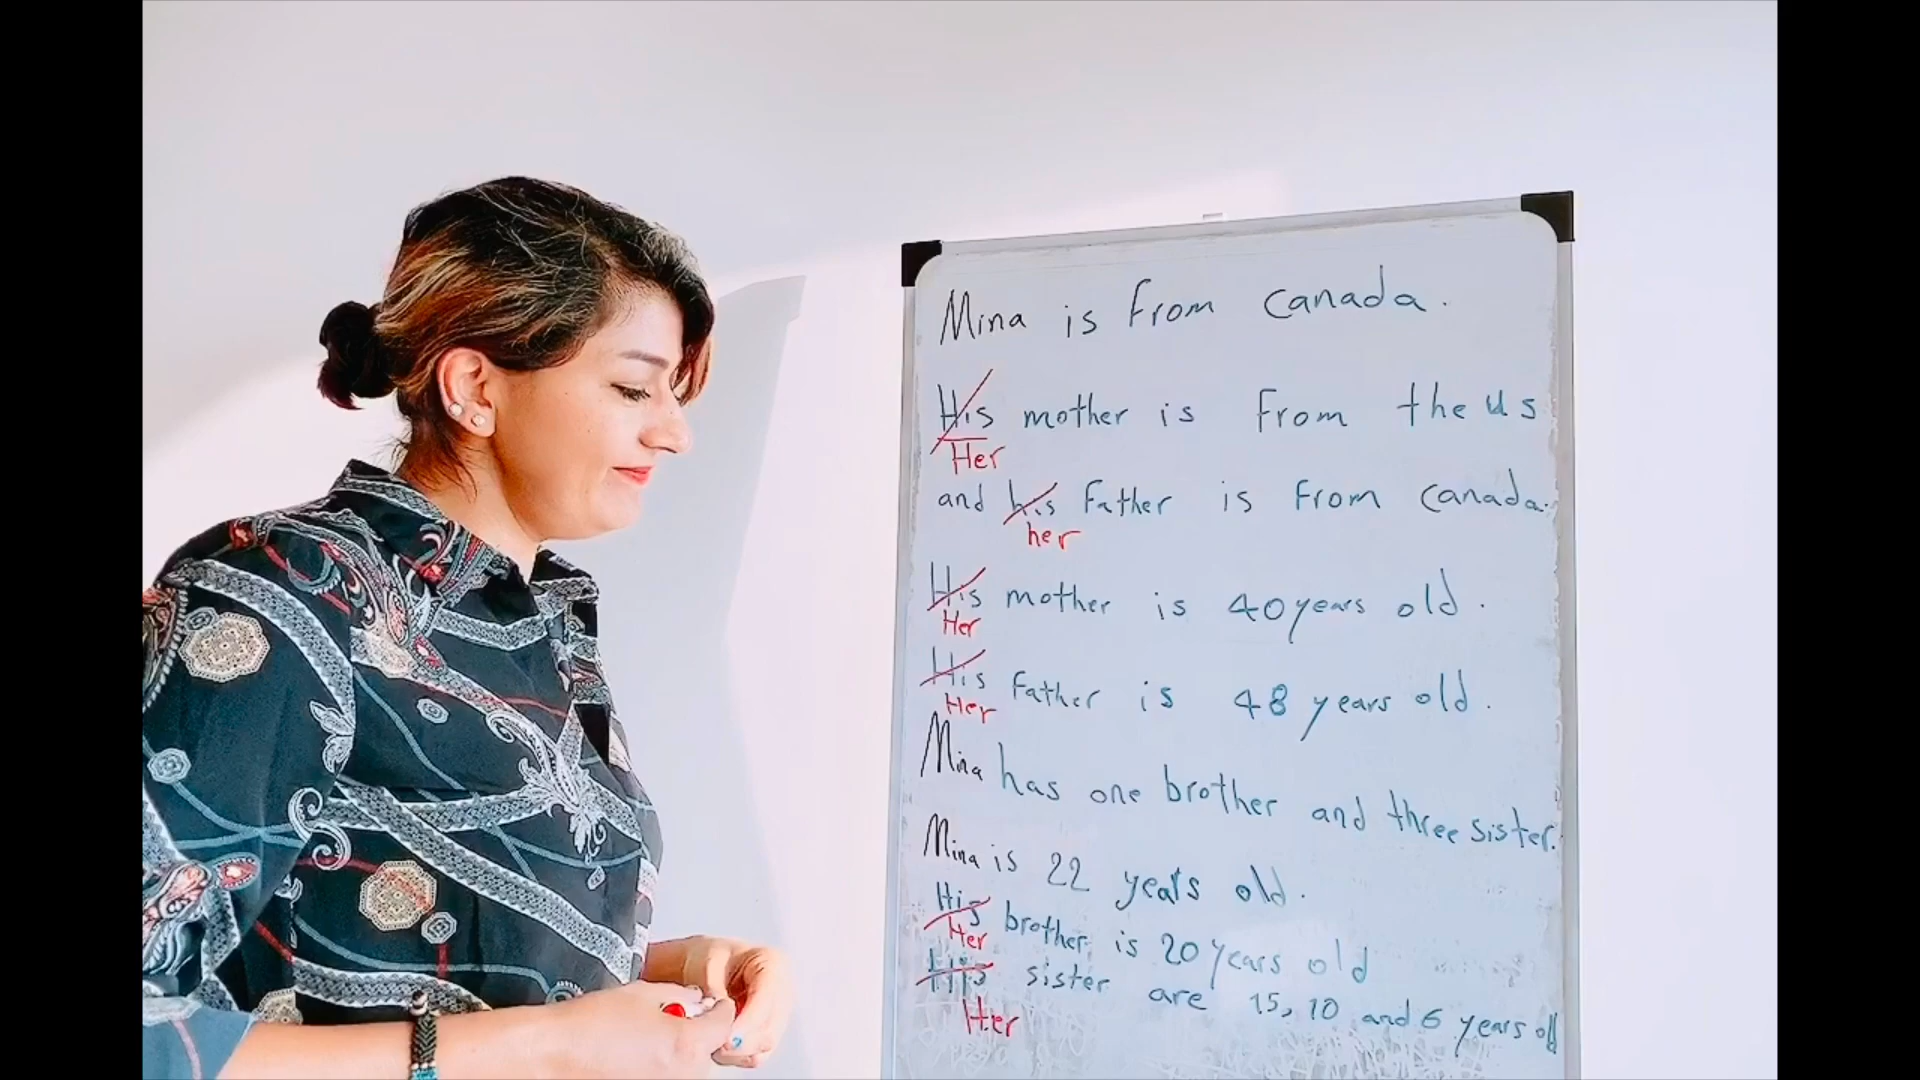 Mina is from Canada.
His mother is from the US
Her
and his father is from Canada.
her
His mother is 40 years old.
Her
His father is 48 years old.
Her
Mina has one brother and three sister.
Mina is 22 years old.
His brother is 20 years old
Her
His sister are 15, 10 and 6 years old
Her